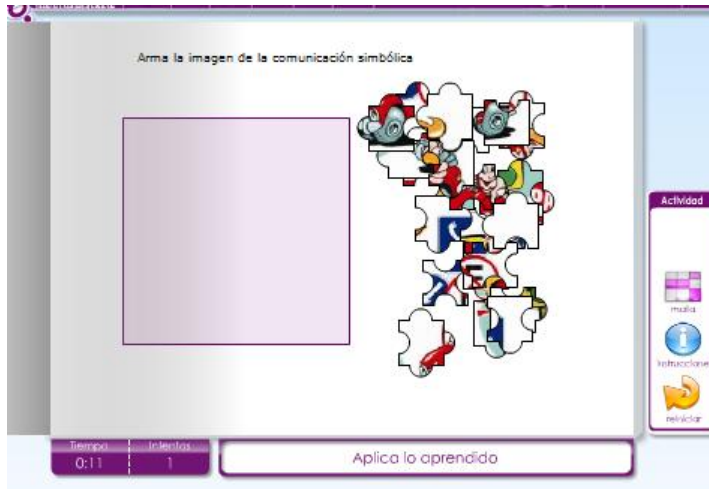 Arma la imagen de la comunicación simbólica
Actividad
malla
instrucciones
reiniciar
Tiempo
Intentos
0:11
1
Aplica lo aprendido